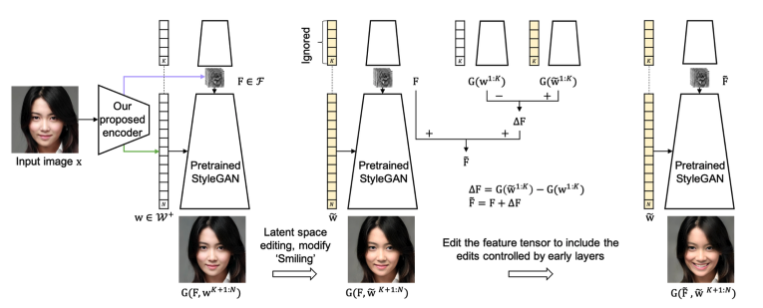 Ignored
K
K
K
K
K
F ∈ ℱ
F
G(w^{1:K})
G(w̃^{1:K})
F̃
− +
ΔF
+ +
F̃
Our
proposed
encoder
Input image x
Pretrained
StyleGAN
Pretrained
StyleGAN
Pretrained
StyleGAN
ΔF = G(w̃^{1:K}) − G(w^{1:K})
F̃ = F + ΔF
N
N
N
w ∈ 𝒲⁺
w̃
w̃
Latent space
editing, modify
'Smiling'
Edit the feature tensor to include the
edits controlled by early layers
G(F, w^{K+1:N})
G(F, w̃^{K+1:N})
G(F̃, w̃^{K+1:N})